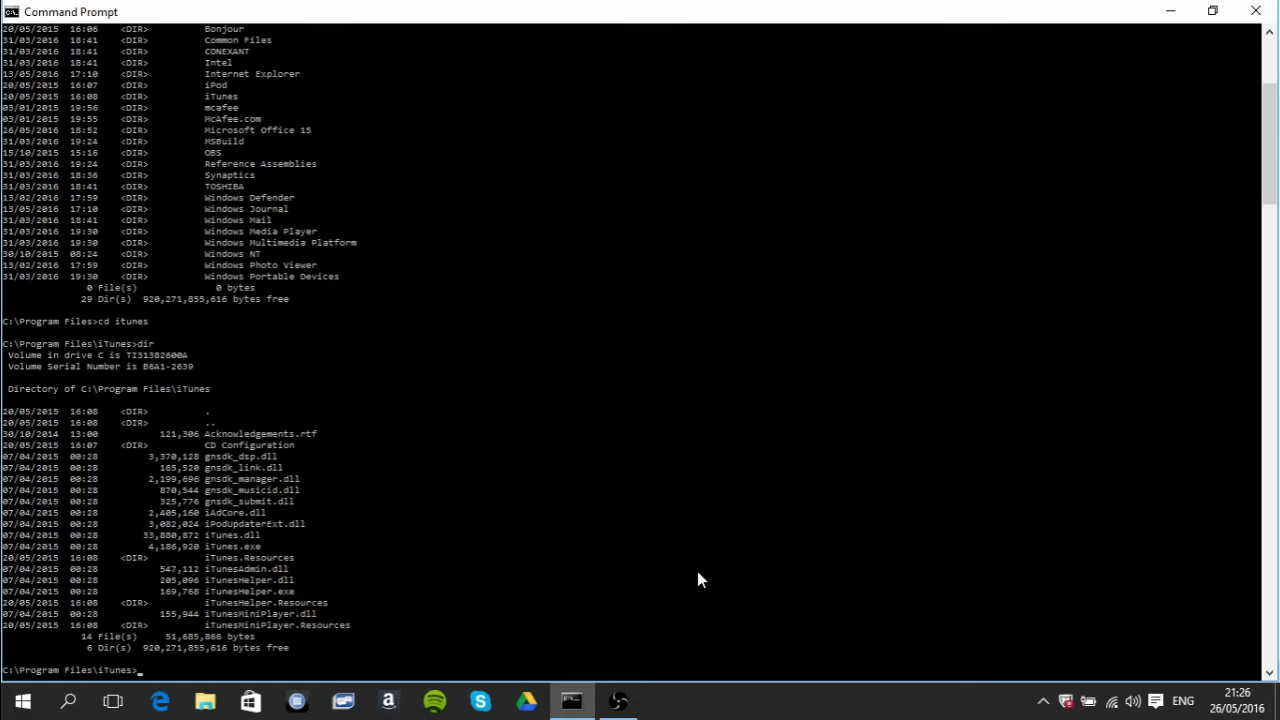 Command Prompt
20/05/2015  16:06    <DIR>          Bonjour
31/03/2016  18:41    <DIR>          Common Files
31/03/2016  18:41    <DIR>          CONEXANT
31/03/2016  18:41    <DIR>          Intel
13/05/2016  17:10    <DIR>          Internet Explorer
20/05/2015  16:07    <DIR>          iPod
20/05/2015  16:08    <DIR>          iTunes
03/01/2015  19:56    <DIR>          mcafee
03/01/2015  19:55    <DIR>          McAfee.com
26/05/2016  18:52    <DIR>          Microsoft Office 15
31/03/2016  19:24    <DIR>          MSBuild
15/10/2015  15:16    <DIR>          OBS
31/03/2016  19:24    <DIR>          Reference Assemblies
31/03/2016  18:36    <DIR>          Synaptics
31/03/2016  18:41    <DIR>          TOSHIBA
13/02/2016  17:59    <DIR>          Windows Defender
13/05/2016  17:10    <DIR>          Windows Journal
31/03/2016  18:41    <DIR>          Windows Mail
31/03/2016  19:30    <DIR>          Windows Media Player
31/03/2016  19:30    <DIR>          Windows Multimedia Platform
30/10/2015  08:24    <DIR>          Windows NT
13/02/2016  17:59    <DIR>          Windows Photo Viewer
31/03/2016  19:30    <DIR>          Windows Portable Devices
0 File(s)              0 bytes
29 Dir(s)  920,271,855,616 bytes free
C:\Program Files>cd itunes
C:\Program Files\iTunes>dir
Volume in drive C is TI31382600A
Volume Serial Number is B6A1-2639
Directory of C:\Program Files\iTunes
20/05/2015  16:08    <DIR>          .
20/05/2015  16:08    <DIR>          ..
30/10/2014  13:00           121,306 Acknowledgements.rtf
20/05/2015  16:07    <DIR>          CD Configuration
07/04/2015  00:28         3,370,128 gnsdk_dsp.dll
07/04/2015  00:28           165,520 gnsdk_link.dll
07/04/2015  00:28         2,199,696 gnsdk_manager.dll
07/04/2015  00:28           870,544 gnsdk_musicid.dll
07/04/2015  00:28           325,776 gnsdk_submit.dll
07/04/2015  00:28         2,405,160 iAdCore.dll
07/04/2015  00:28         3,082,024 iPodUpdaterExt.dll
07/04/2015  00:28        33,880,872 iTunes.dll
07/04/2015  00:28         4,186,920 iTunes.exe
20/05/2015  16:08    <DIR>          iTunes.Resources
07/04/2015  00:28           547,112 iTunesAdmin.dll
07/04/2015  00:28           205,096 iTunesHelper.dll
07/04/2015  00:28           169,768 iTunesHelper.exe
20/05/2015  16:08    <DIR>          iTunesHelper.Resources
07/04/2015  00:28           155,944 iTunesMiniPlayer.dll
20/05/2015  16:08    <DIR>          iTunesMiniPlayer.Resources
14 File(s)     51,685,866 bytes
6 Dir(s)  920,271,855,616 bytes free
C:\Program Files\iTunes>_
ENG
21:26
26/05/2016